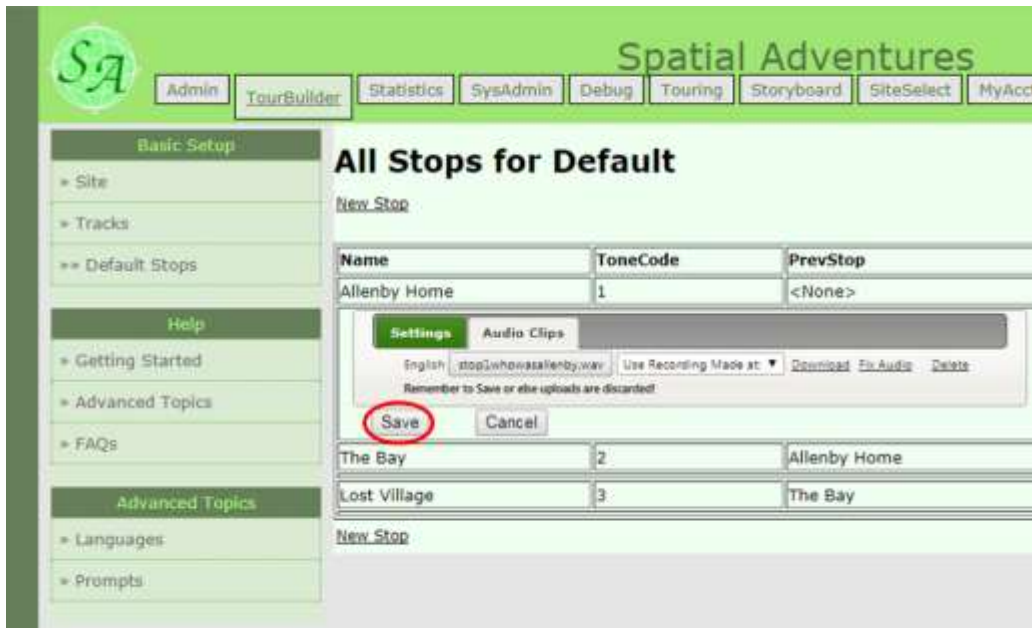 SA
Spatial Adventures
Admin TourBuilder Statistics SysAdmin Debug Touring Storyboard SiteSelect MyAcct
Basic Setup
» Site
» Tracks
»» Default Stops
Help
» Getting Started
» Advanced Topics
» FAQs
Advanced Topics
» Languages
» Prompts
All Stops for Default
New Stop
Name ToneCode PrevStop
Allenby Home 1 <None>
Settings Audio Clips
English stop1whowasallenby.wav Use Recording Made at: Download Fix Audio Delete
Remember to Save or else uploads are discarded!
Save Cancel
The Bay 2 Allenby Home
Lost Village 3 The Bay
New Stop